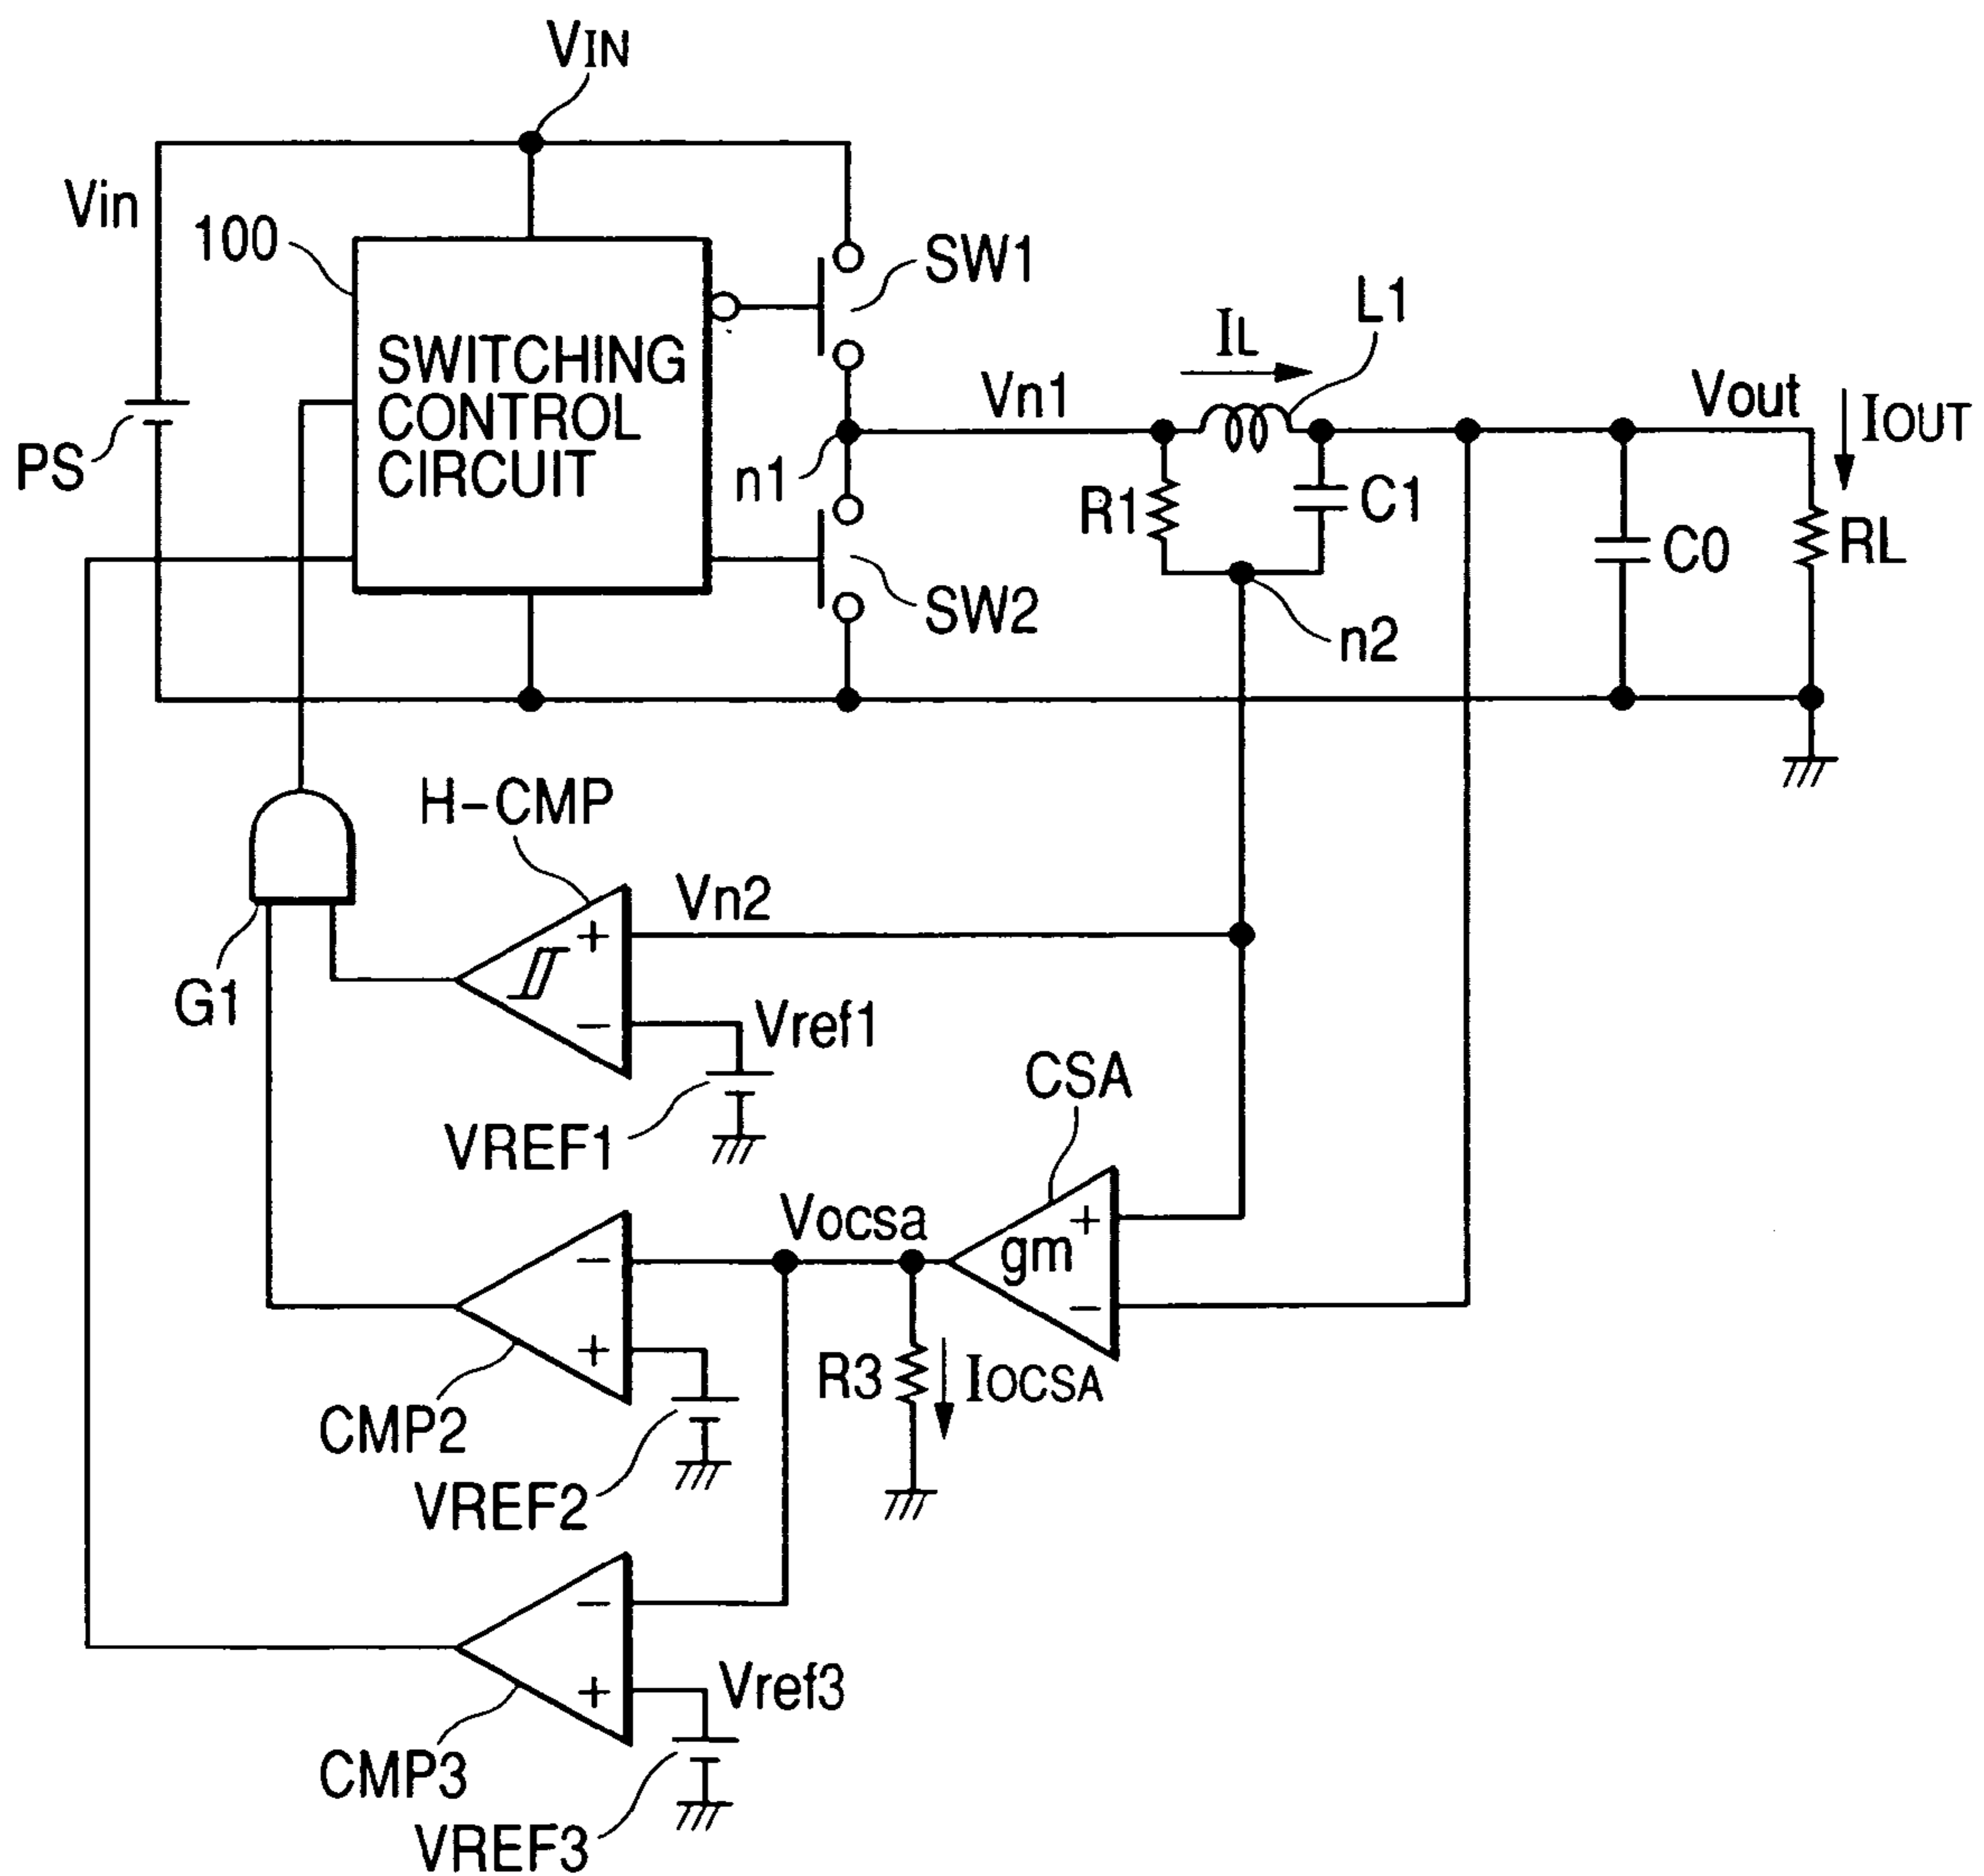 VIN
Vin
100
SW1
SWITCHING
CONTROL
CIRCUIT
PS
n1
Vn1
IL
L1
Vout
IOUT
R1
C1
C0
RL
SW2
n2
H-CMP
Vn2
+
G1
−
Vref1
VREF1
CSA
Vocsa
gm
+
−
−
+
R3
IOCSA
CMP2
VREF2
−
+
Vref3
CMP3
VREF3